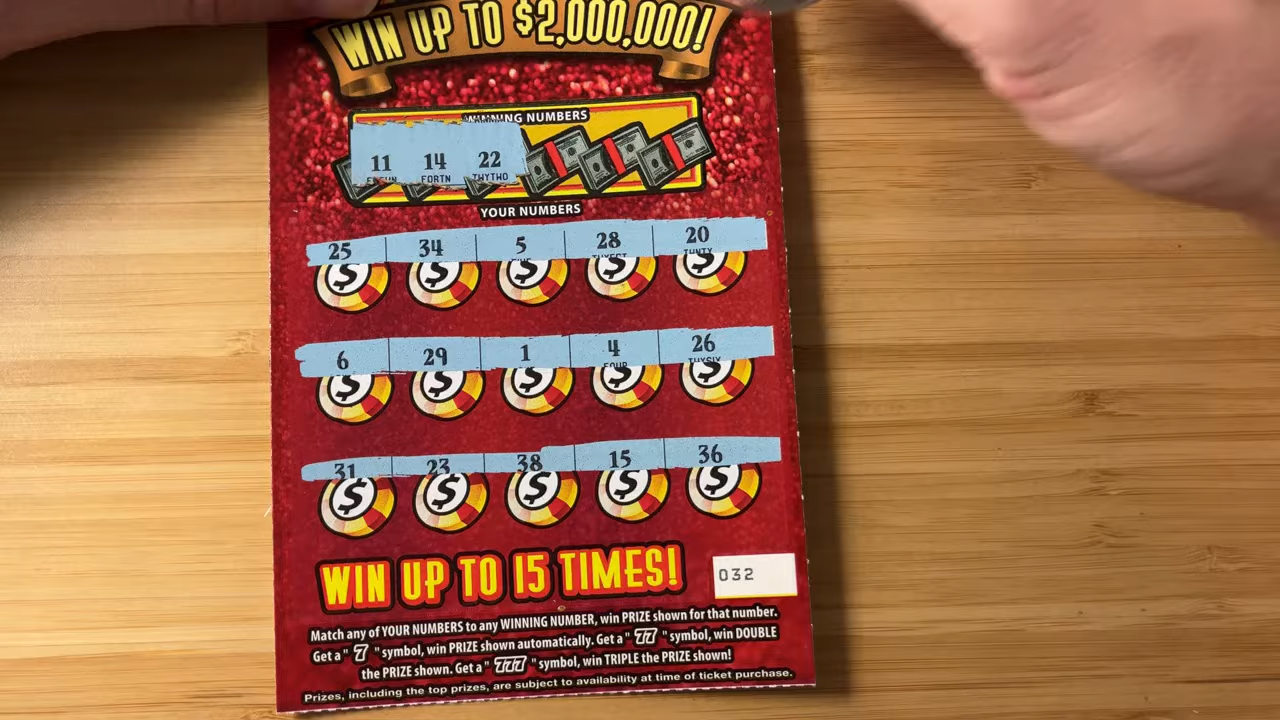 WIN UP TO $2,000,000!
WINNING NUMBERS
11 14 22
FORTN THYTHO
YOUR NUMBERS
25 34 5 28 20
6 29 1 4 26
31 23 38 15 36
WIN UP TO 15 TIMES!
032
Match any of YOUR NUMBERS to any WINNING NUMBER, win PRIZE shown for that number.
Get a "7" symbol, win PRIZE shown automatically. Get a "77" symbol, win DOUBLE
the PRIZE shown. Get a "777" symbol, win TRIPLE the PRIZE shown!
Prizes, including the top prizes, are subject to availability at time of ticket purchase.